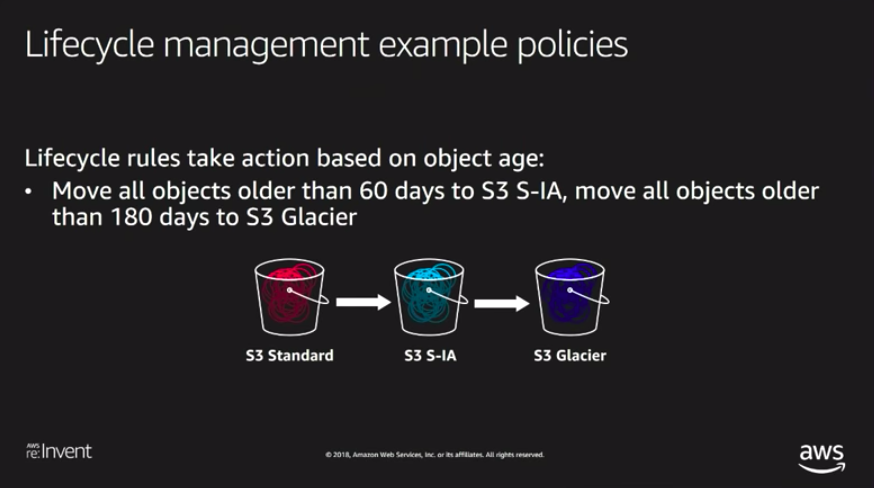 Lifecycle management example policies
Lifecycle rules take action based on object age:
• Move all objects older than 60 days to S3 S-IA, move all objects older
than 180 days to S3 Glacier
S3 Standard
S3 S-IA
S3 Glacier
AWS
re:Invent
© 2018, Amazon Web Services, Inc. or its affiliates. All rights reserved.
aws